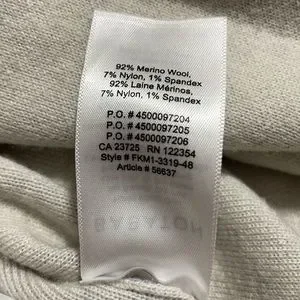 92% Merino Wool,
7% Nylon, 1% Spandex
92% Laine Mérinos,
7% Nylon, 1% Spandex
P.O. # 4500097204
P.O. # 4500097205
P.O. # 4500097206
CA 23725 RN 122354
Style # FKM1-3319-48
Article # 56637